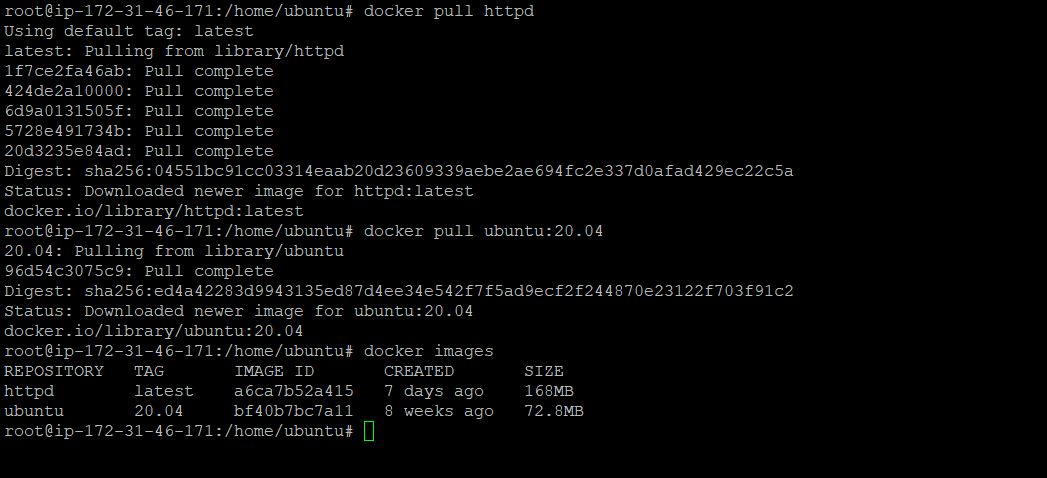 root@ip-172-31-46-171:/home/ubuntu# docker pull httpd
Using default tag: latest
latest: Pulling from library/httpd
1f7ce2fa46ab: Pull complete
424de2a10000: Pull complete
6d9a0131505f: Pull complete
5728e491734b: Pull complete
20d3235e84ad: Pull complete
Digest: sha256:04551bc91cc03314eaab20d23609339aebe2ae694fc2e337d0afad429ec22c5a
Status: Downloaded newer image for httpd:latest
docker.io/library/httpd:latest
root@ip-172-31-46-171:/home/ubuntu# docker pull ubuntu:20.04
20.04: Pulling from library/ubuntu
96d54c3075c9: Pull complete
Digest: sha256:ed4a42283d9943135ed87d4ee34e542f7f5ad9ecf2f244870e23122f703f91c2
Status: Downloaded newer image for ubuntu:20.04
docker.io/library/ubuntu:20.04
root@ip-172-31-46-171:/home/ubuntu# docker images
REPOSITORY   TAG       IMAGE ID       CREATED       SIZE
httpd        latest    a6ca7b52a415   7 days ago    168MB
ubuntu       20.04     bf40b7bc7a11   8 weeks ago   72.8MB
root@ip-172-31-46-171:/home/ubuntu#